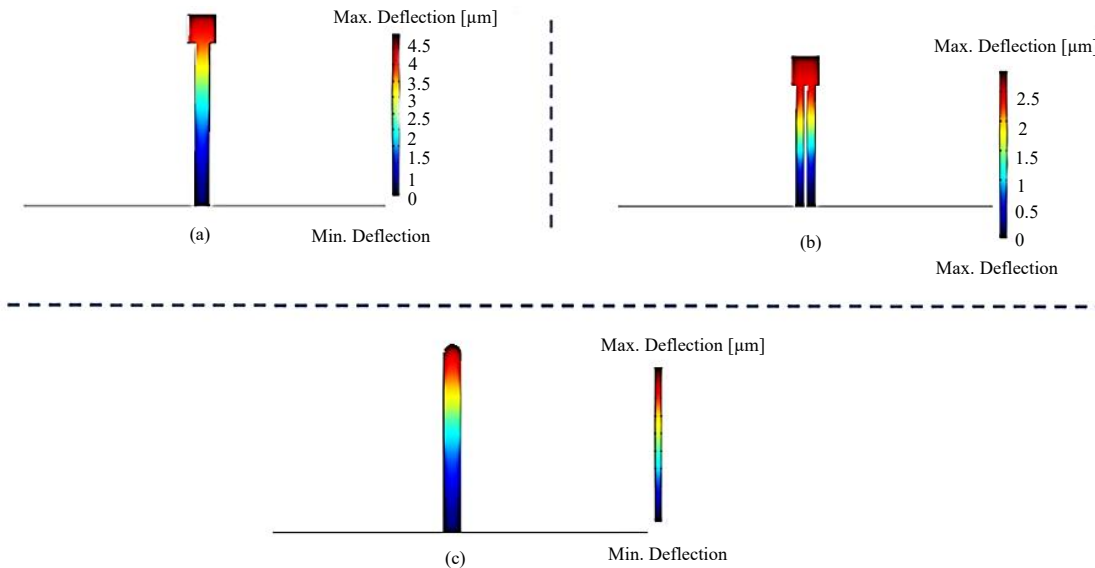 Max. Deflection [µm]
4.5
4
3.5
3
2.5
2
1.5
1
0
(a)
Min. Deflection
Max. Deflection [µm]
2.5
2
1.5
1
0.5
0
(b)
Max. Deflection
Max. Deflection [µm]
(c)
Min. Deflection